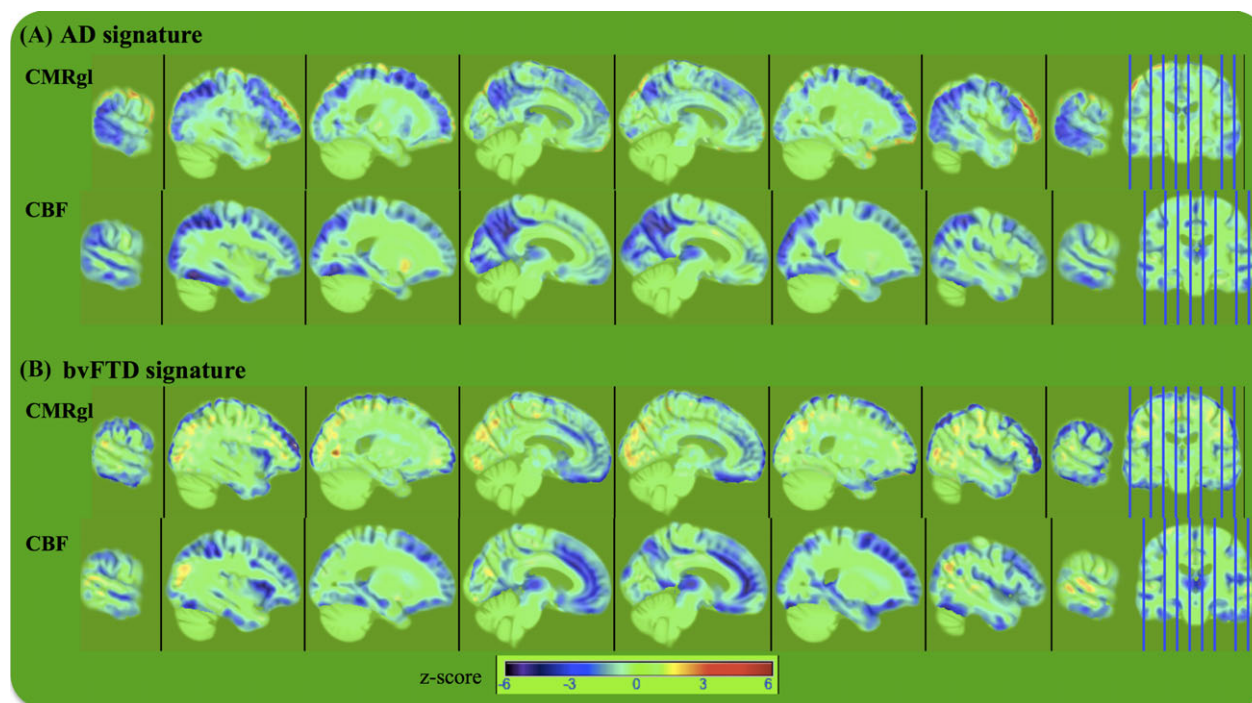 (A) AD signature
CMRgl
CBF
(B) bvFTD signature
CMRgl
CBF
z-score
-6 -3 0 3 6